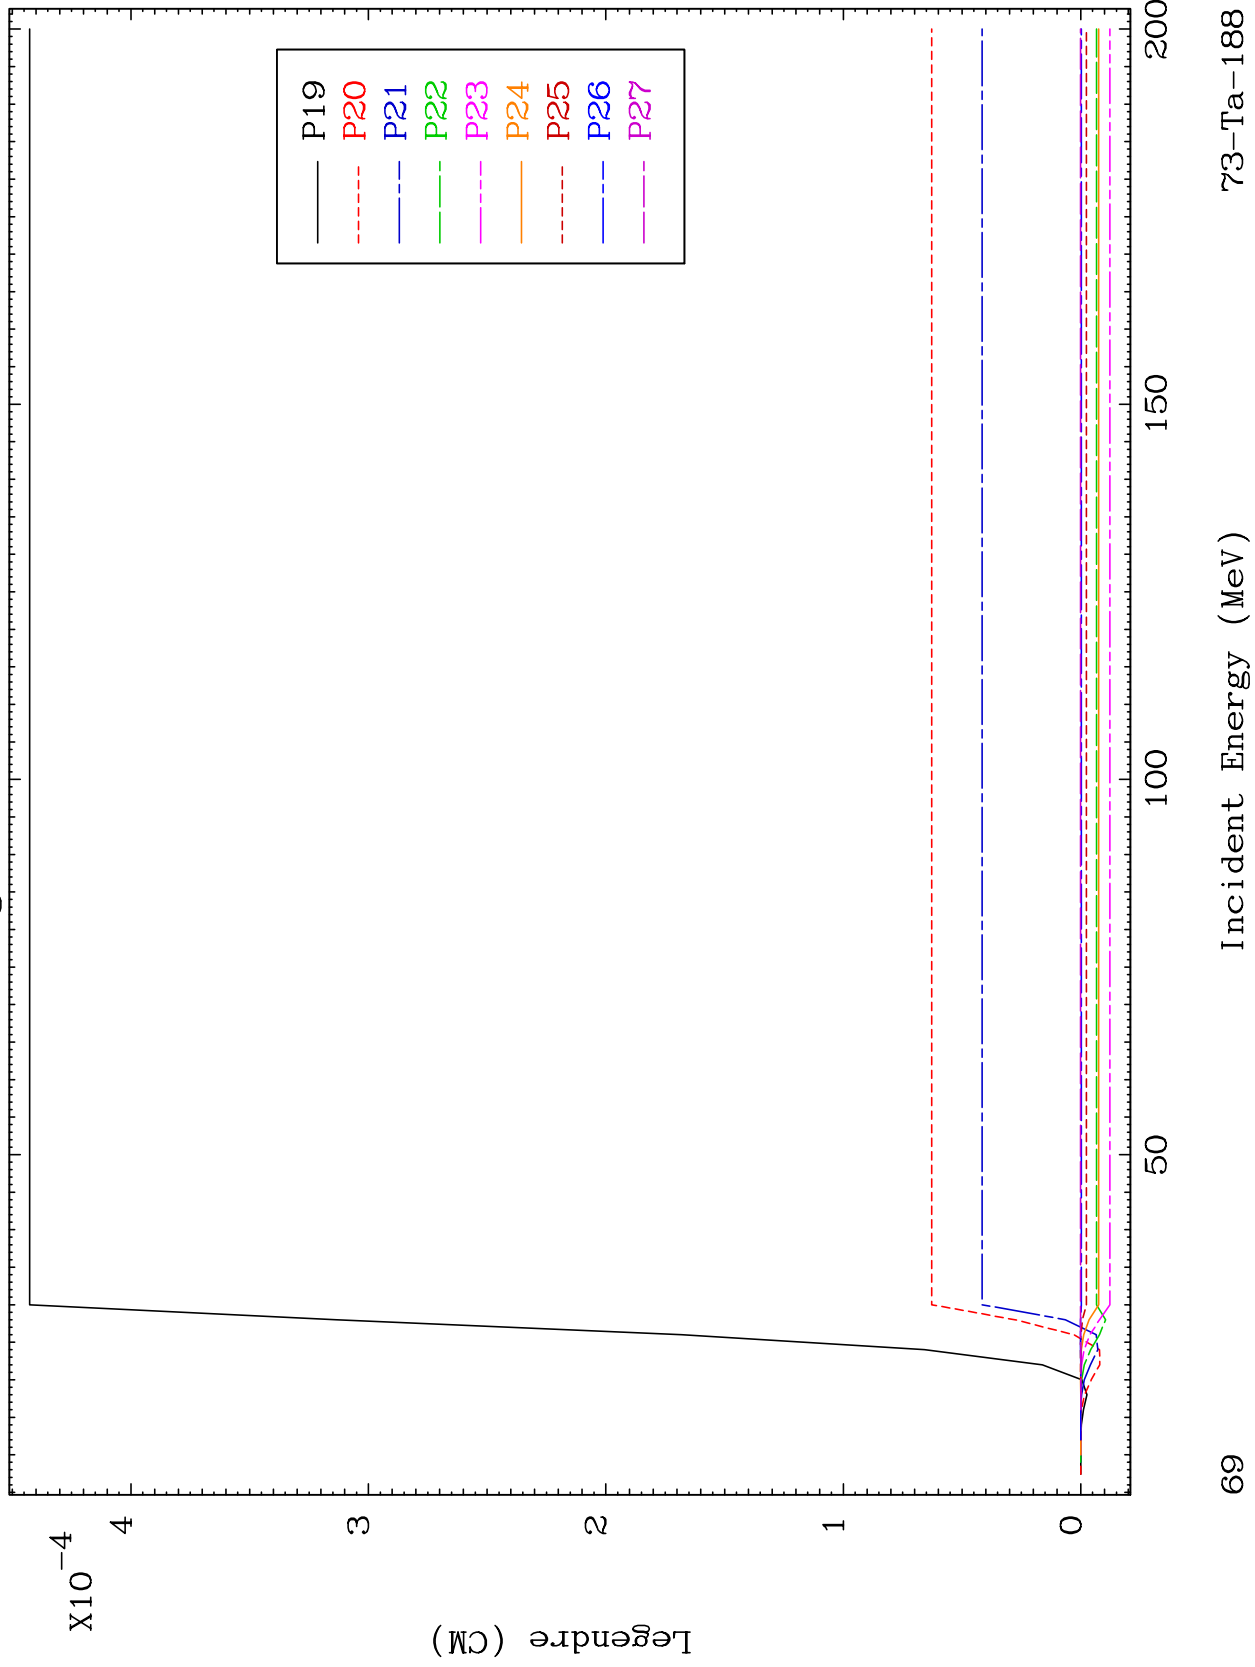 X10
-4
4
3
2
1
0
Legendre (CM)
P19
P20
P21
P22
P23
P24
P25
P26
P27
50
100
150
200
Incident Energy (MeV)
69
73-Ta-188